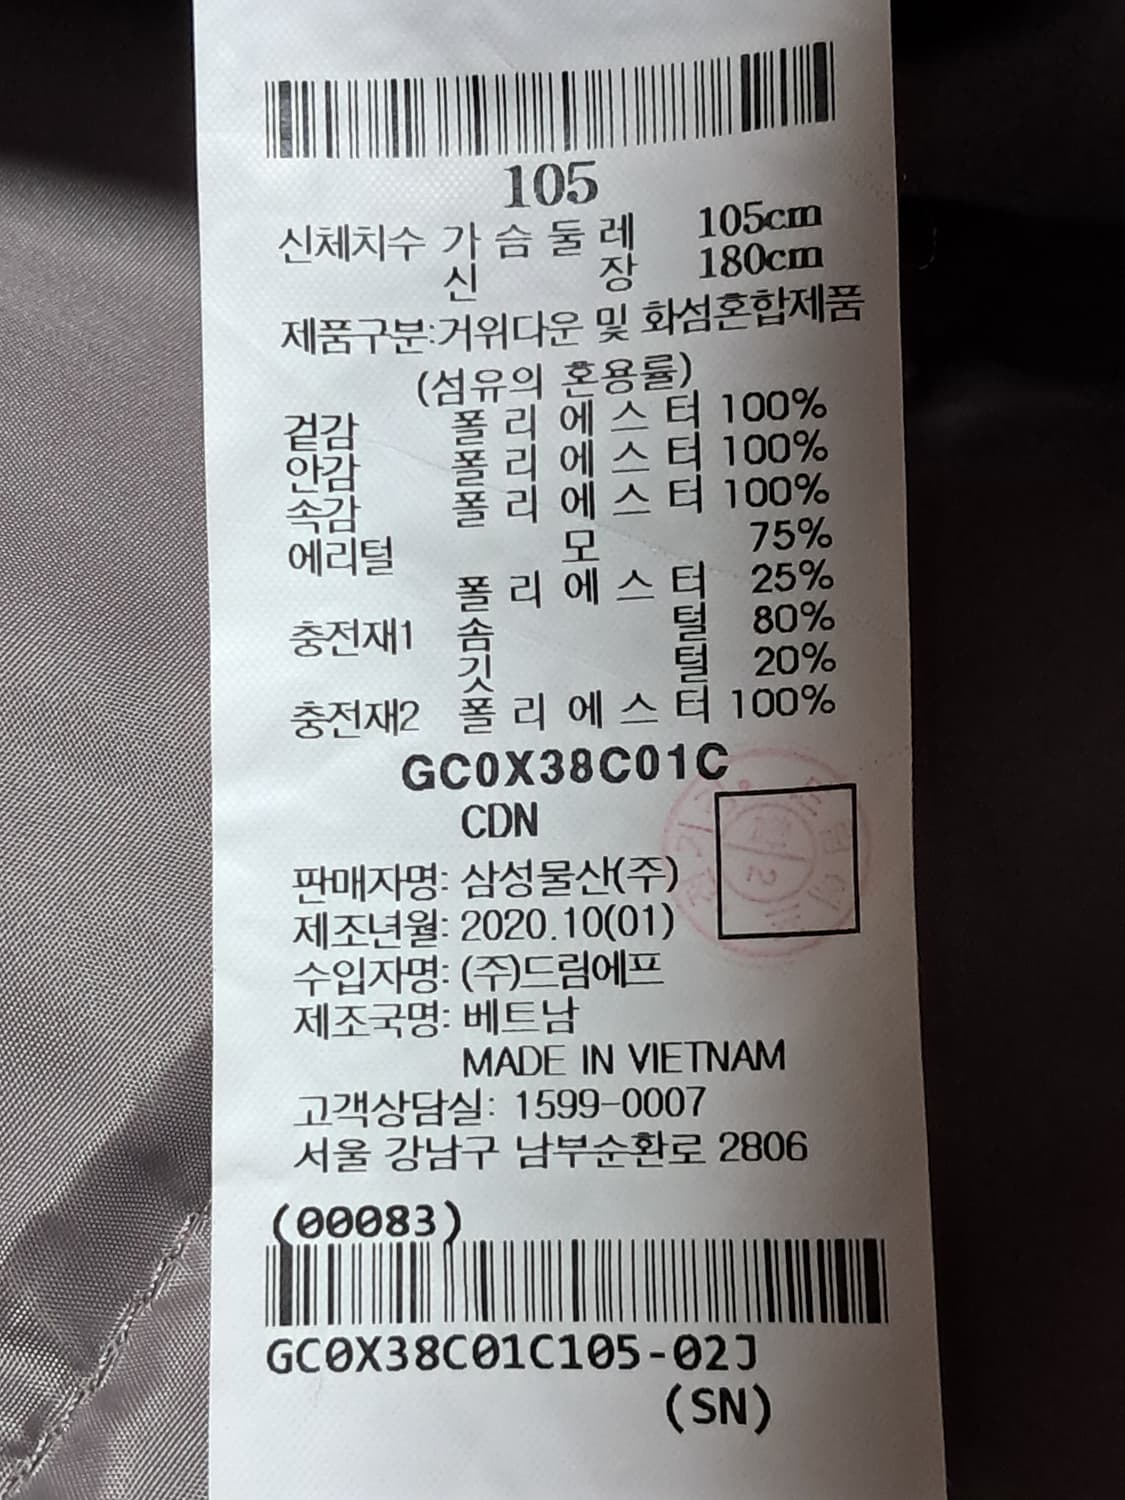 105
신체치수 가 슴 둘 레 105cm
신 장 180cm
제품구분:거위다운 및 화섬혼합제품
(섬유의 혼용률)
겉감 폴 리 에 스 터 100%
안감 폴 리 에 스 터 100%
속감 폴 리 에 스 터 100%
에리털 모 75%
폴 리 에 스 터 25%
충전재1 솜 털 80%
깃 털 20%
충전재2 폴 리 에 스 터 100%
GC0X38C01C
CDN
판매자명: 삼성물산(주)
제조년월: 2020.10(01)
수입자명: (주)드림에프
제조국명: 베트남
MADE IN VIETNAM
고객상담실: 1599-0007
서울 강남구 남부순환로 2806
(00083)
GC0X38C01C105-02J
(SN)